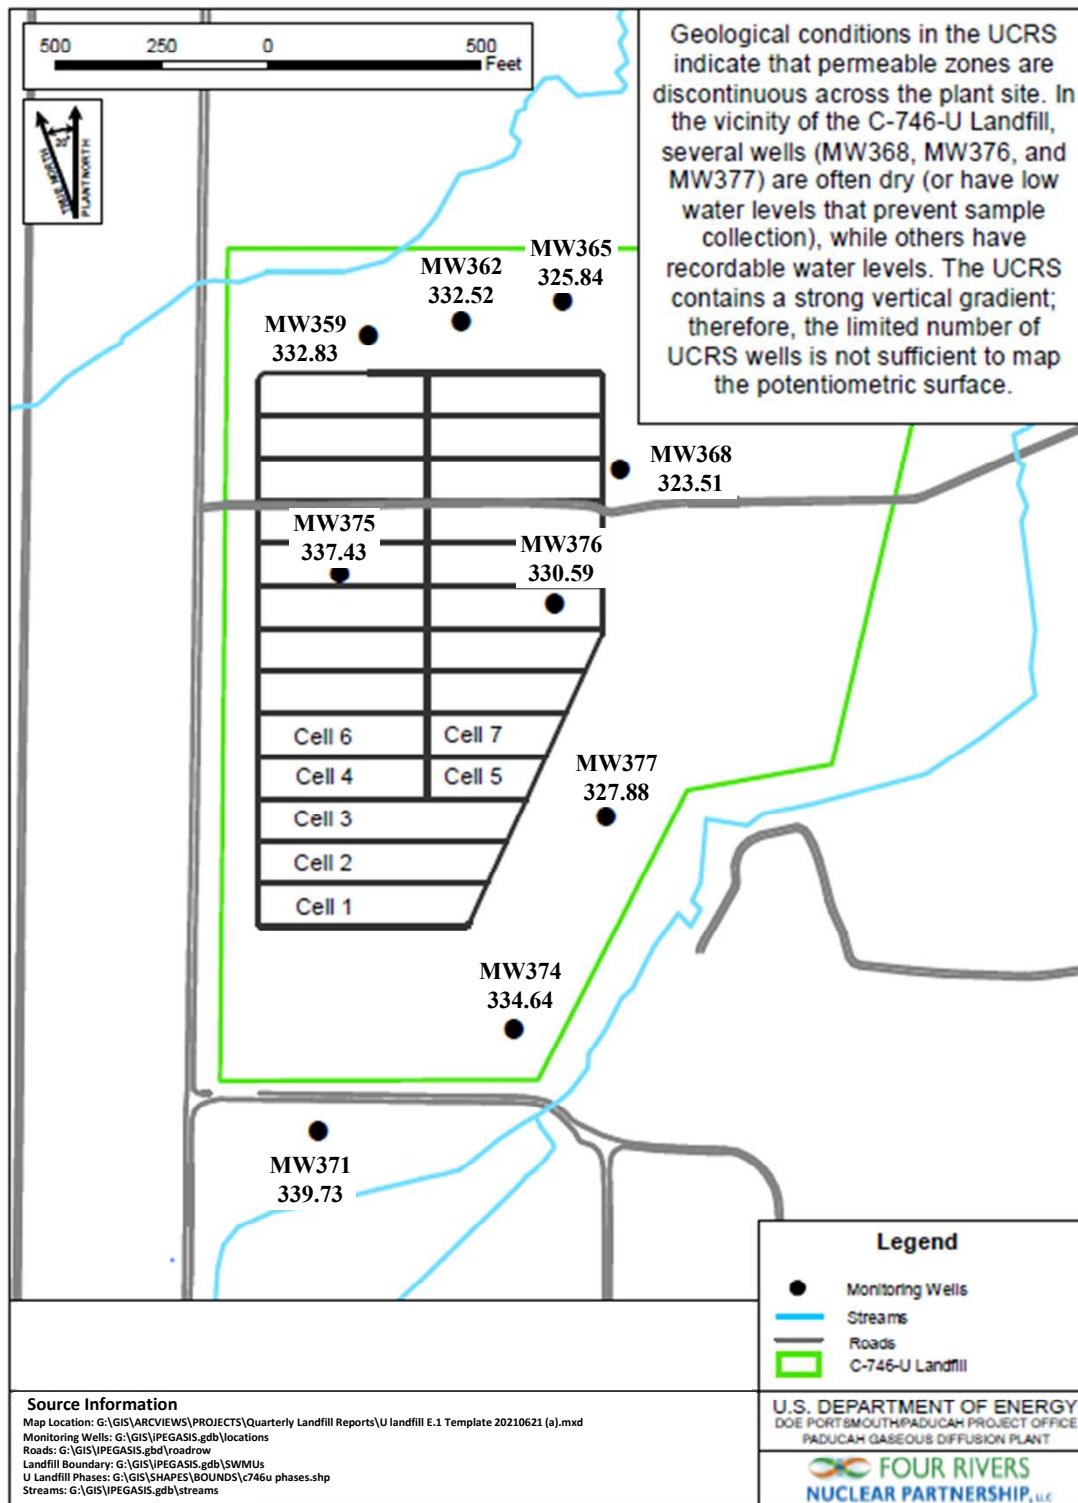 500 250 0 500
Feet
TRUE NORTH
PLANT NORTH
Geological conditions in the UCRS
indicate that permeable zones are
discontinuous across the plant site. In
the vicinity of the C-746-U Landfill,
several wells (MW368, MW376, and
MW377) are often dry (or have low
water levels that prevent sample
collection), while others have
recordable water levels. The UCRS
contains a strong vertical gradient;
therefore, the limited number of
UCRS wells is not sufficient to map
the potentiometric surface.
MW365
325.84
MW362
332.52
MW359
332.83
MW368
323.51
MW375
337.43
MW376
330.59
Cell 6
Cell 7
Cell 4
Cell 5
Cell 3
Cell 2
Cell 1
MW377
327.88
MW374
334.64
MW371
339.73
Legend
Monitoring Wells
Streams
Roads
C-746-U Landfill
Source Information
Map Location: G:\GIS\ARCVIEWS\PROJECTS\Quarterly Landfill Reports\U landfill E.1 Template 20210621 (a).mxd
Monitoring Wells: G:\GIS\iPEGASIS.gdb\locations
Roads: G:\GIS\IPEGASIS.gbd\roadrow
Landfill Boundary: G:\GIS\IPEGASIS.gdb\SWMUs
U Landfill Phases: G:\GIS\SHAPES\BOUNDS\c746u phases.shp
Streams: G:\GIS\IPEGASIS.gdb\streams
U.S. DEPARTMENT OF ENERGY
DOE PORTSMOUTH/PADUCAH PROJECT OFFICE
PADUCAH GASEOUS DIFFUSION PLANT
FOUR RIVERS
NUCLEAR PARTNERSHIP, LLC